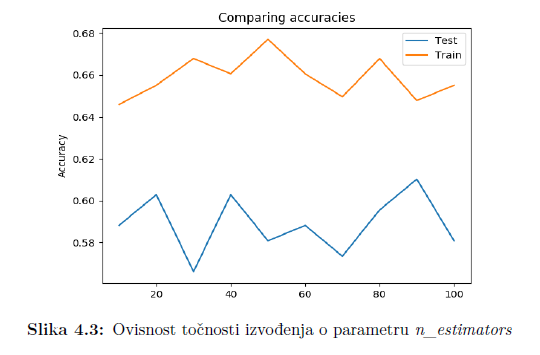 Comparing accuracies
Test
Train
Accuracy
0.68
0.66
0.64
0.62
0.60
0.58
20 40 60 80 100
Slika 4.3: Ovisnost točnosti izvođenja o parametru n_estimators